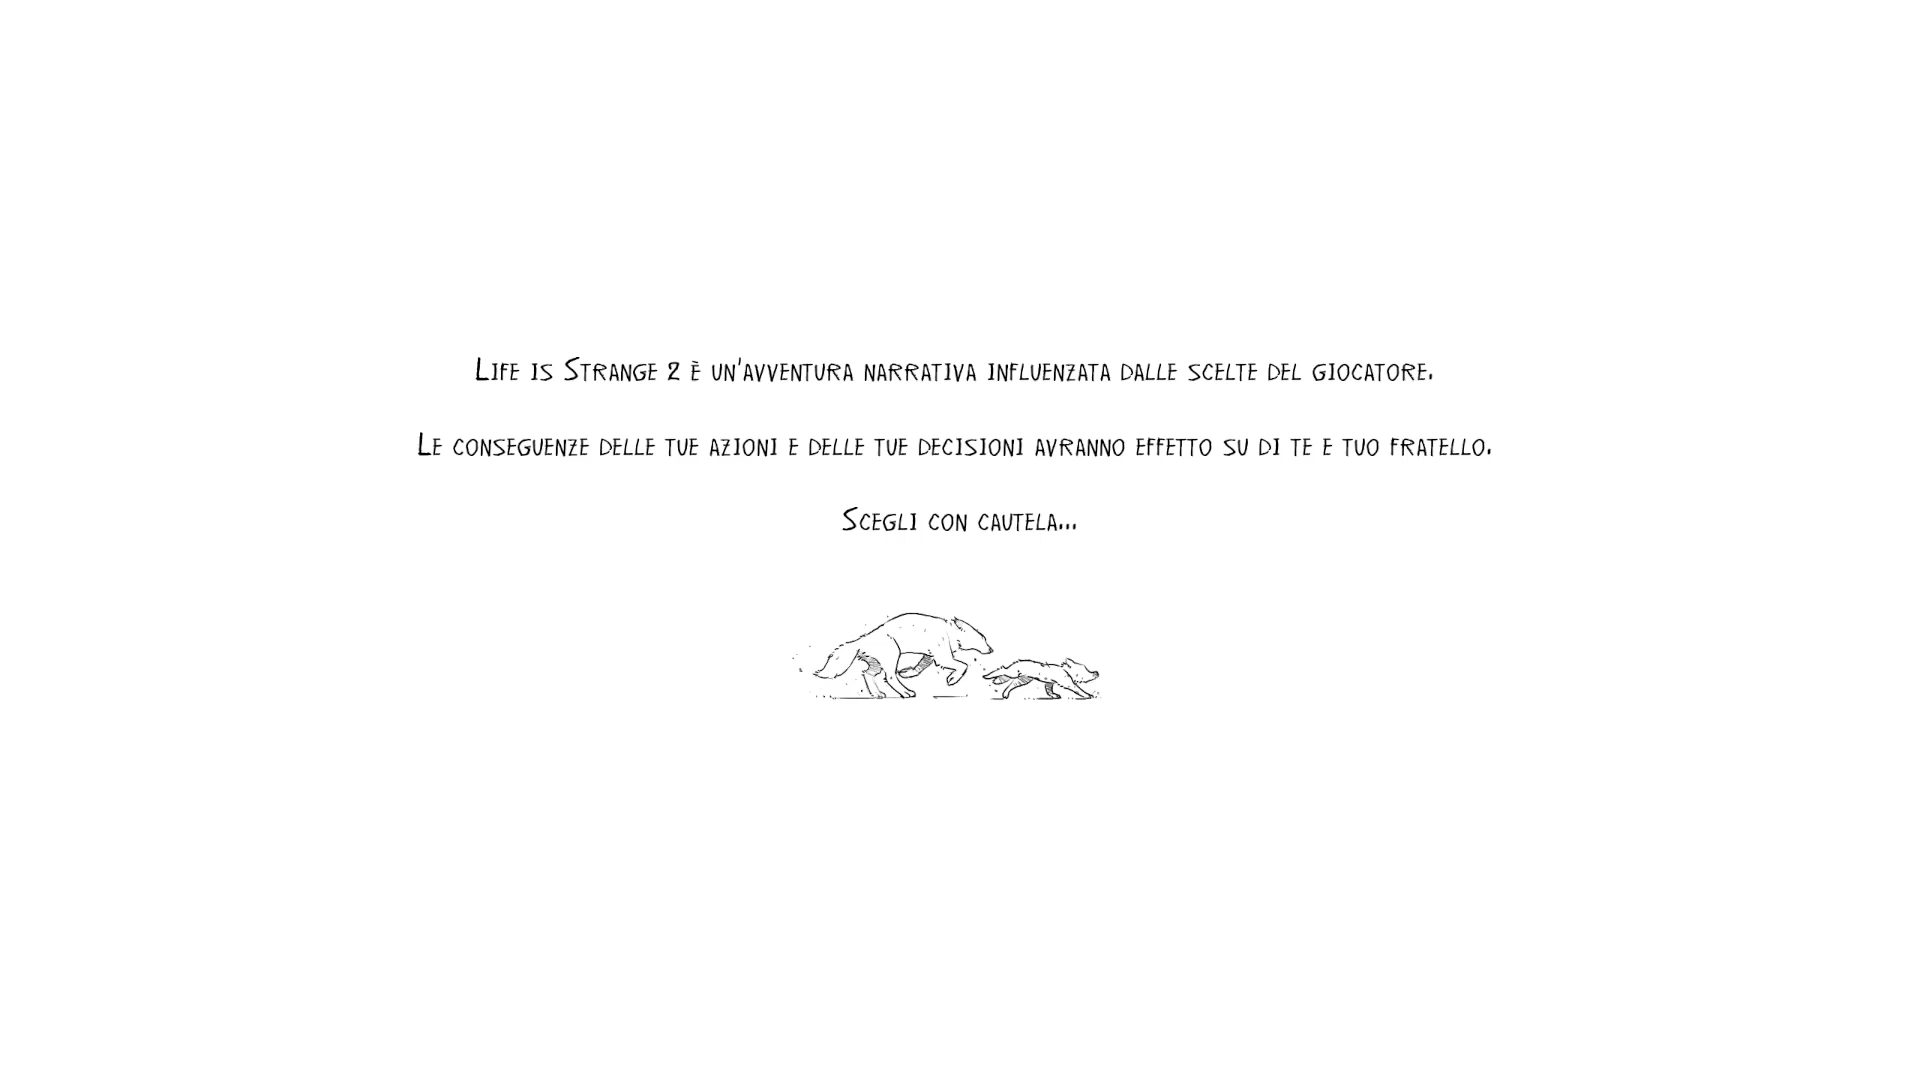 Life is Strange 2 è un'avventura narrativa influenzata dalle scelte del giocatore.
Le conseguenze delle tue azioni e delle tue decisioni avranno effetto su di te e tuo fratello.
Scegli con cautela...